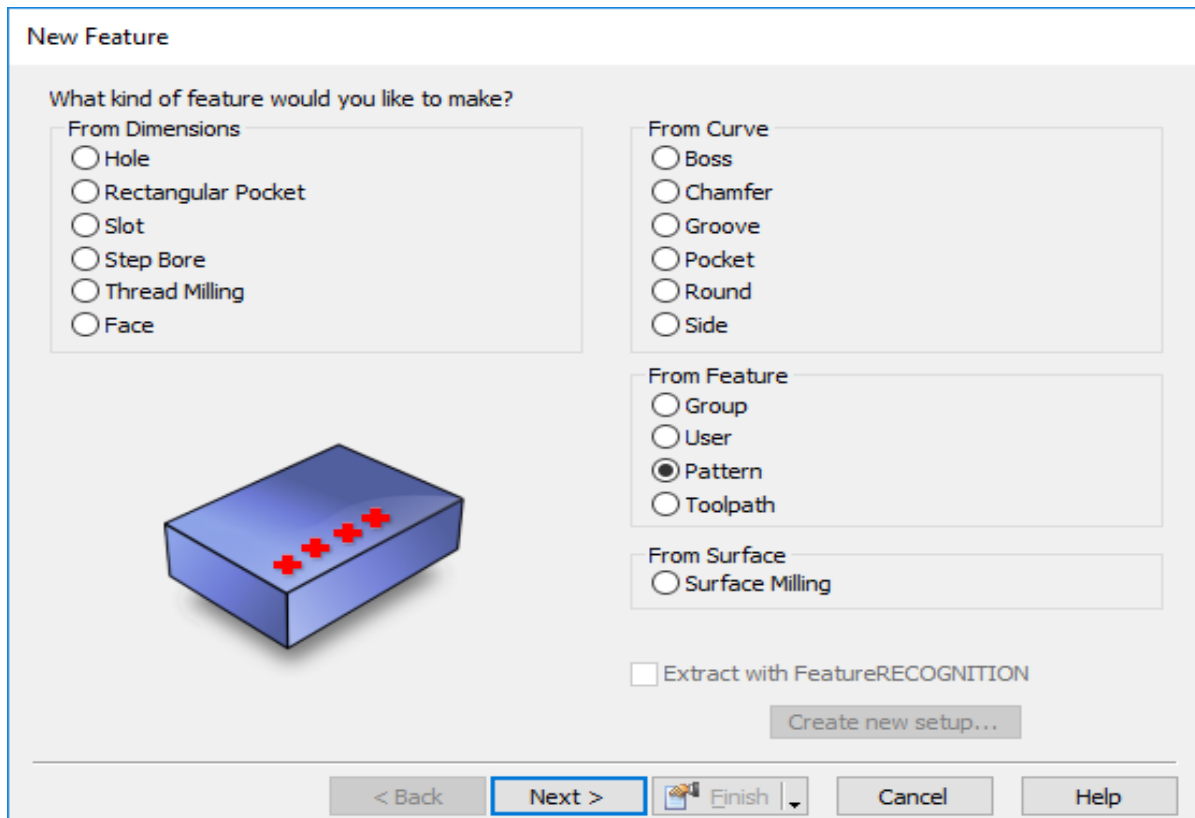 New Feature
What kind of feature would you like to make?
From Dimensions
Hole
Rectangular Pocket
Slot
Step Bore
Thread Milling
Face
From Curve
Boss
Chamfer
Groove
Pocket
Round
Side
From Feature
Group
User
Pattern
Toolpath
From Surface
Surface Milling
Extract with FeatureRECOGNITION
Create new setup...
< Back Next > Finish Cancel Help